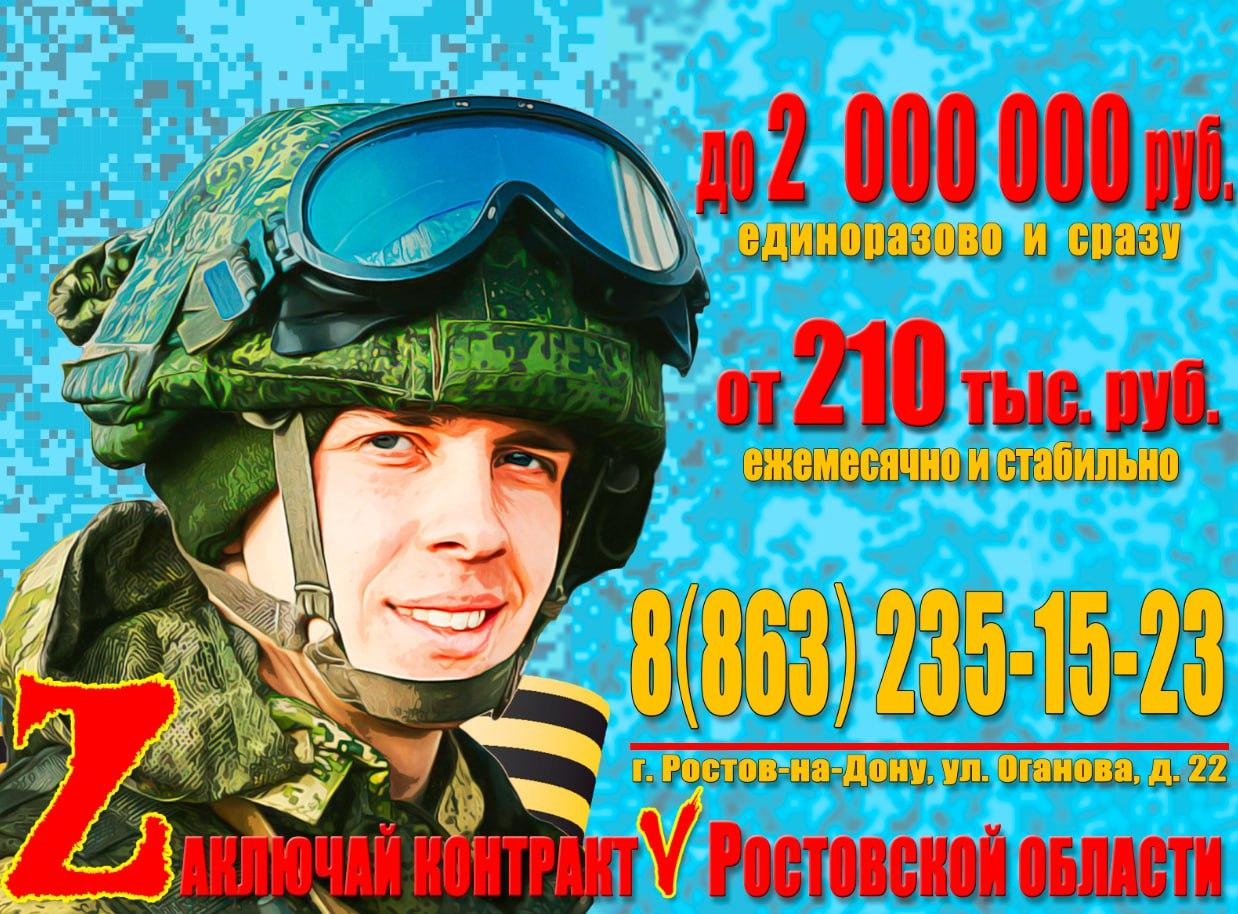 до 2 000 000 руб.
единоразово и сразу
от 210 тыс. руб.
ежемесячно и стабильно
8(863) 235-15-23
г. Ростов-на-Дону, ул. Оганова, д. 22
Zаключай контракт V Ростовской области